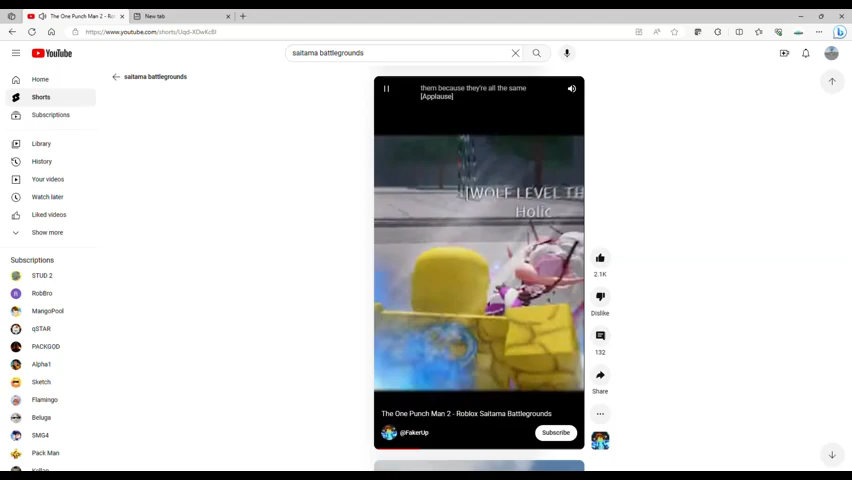 The One Punch Man 2 - Rob
New tab
https://www.youtube.com/shorts/Uqd-XDwKcBI
YouTube
saitama battlegrounds
Home
Shorts
Subscriptions
Library
History
Your videos
Watch later
Liked videos
Show more
Subscriptions
STUD 2
RobBro
MangoPool
qSTAR
PACKGOD
Alpha1
Sketch
Flamingo
Beluga
SMG4
Pack Man
saitama battlegrounds
them because they're all the same
[Applause]
[WOLF LEVEL TH
Holic
2.1K
Dislike
132
Share
The One Punch Man 2 - Roblox Saitama Battlegrounds
@FakerUp
Subscribe